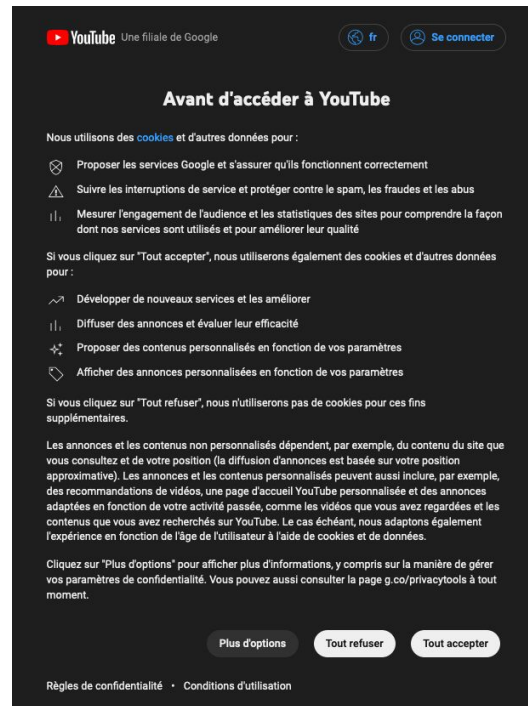 YouTube Une filiale de Google
fr
Se connecter
Avant d'accéder à YouTube
Nous utilisons des cookies et d'autres données pour :
Proposer les services Google et s'assurer qu'ils fonctionnent correctement
Suivre les interruptions de service et protéger contre le spam, les fraudes et les abus
Mesurer l'engagement de l'audience et les statistiques des sites pour comprendre la façon
dont nos services sont utilisés et pour améliorer leur qualité
Si vous cliquez sur "Tout accepter", nous utiliserons également des cookies et d'autres données
pour :
Développer de nouveaux services et les améliorer
Diffuser des annonces et évaluer leur efficacité
Proposer des contenus personnalisés en fonction de vos paramètres
Afficher des annonces personnalisées en fonction de vos paramètres
Si vous cliquez sur "Tout refuser", nous n'utiliserons pas de cookies pour ces fins
supplémentaires.
Les annonces et les contenus non personnalisés dépendent, par exemple, du contenu du site que
vous consultez et de votre position (la diffusion d'annonces est basée sur votre position
approximative). Les annonces et les contenus personnalisés peuvent aussi inclure, par exemple,
des recommandations de vidéos, une page d'accueil YouTube personnalisée et des annonces
adaptées en fonction de votre activité passée, comme les vidéos que vous avez regardées et les
contenus que vous avez recherchés sur YouTube. Le cas échéant, nous adaptons également
l'expérience en fonction de l'âge de l'utilisateur à l'aide de cookies et de données.
Cliquez sur "Plus d'options" pour afficher plus d'informations, y compris sur la manière de gérer
vos paramètres de confidentialité. Vous pouvez aussi consulter la page g.co/privacytools à tout
moment.
Plus d'options
Tout refuser
Tout accepter
Règles de confidentialité • Conditions d'utilisation